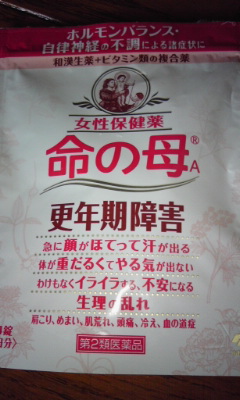 ホルモンバランス・
自律神経の不調による諸症状に
和漢生薬+ビタミン類の複合薬
女性保健薬
命の母®A
更年期障害
急に顔がほてって汗が出る
体が重だるくてやる気が出ない
わけもなくイライラする、不安になる
生理の乱れ
肩こり、めまい、肌荒れ、頭痛、冷え、血の道症
第2類医薬品
錠
日分)